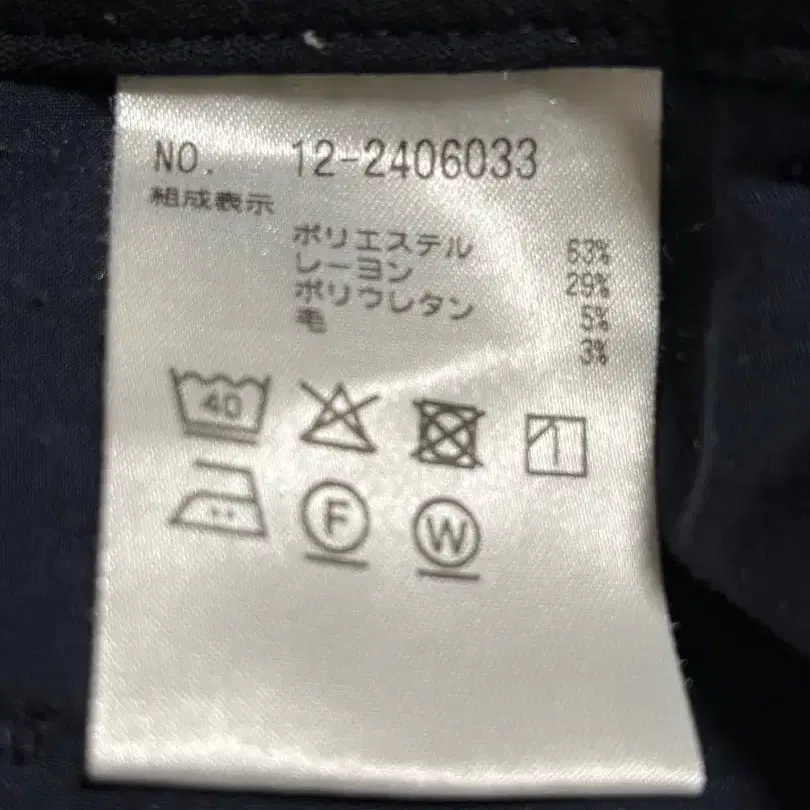 NO. 12-2406033
組成表示
ポリエステル 63%
レーヨン 29%
ポリウレタン 5%
毛 3%
40
F W